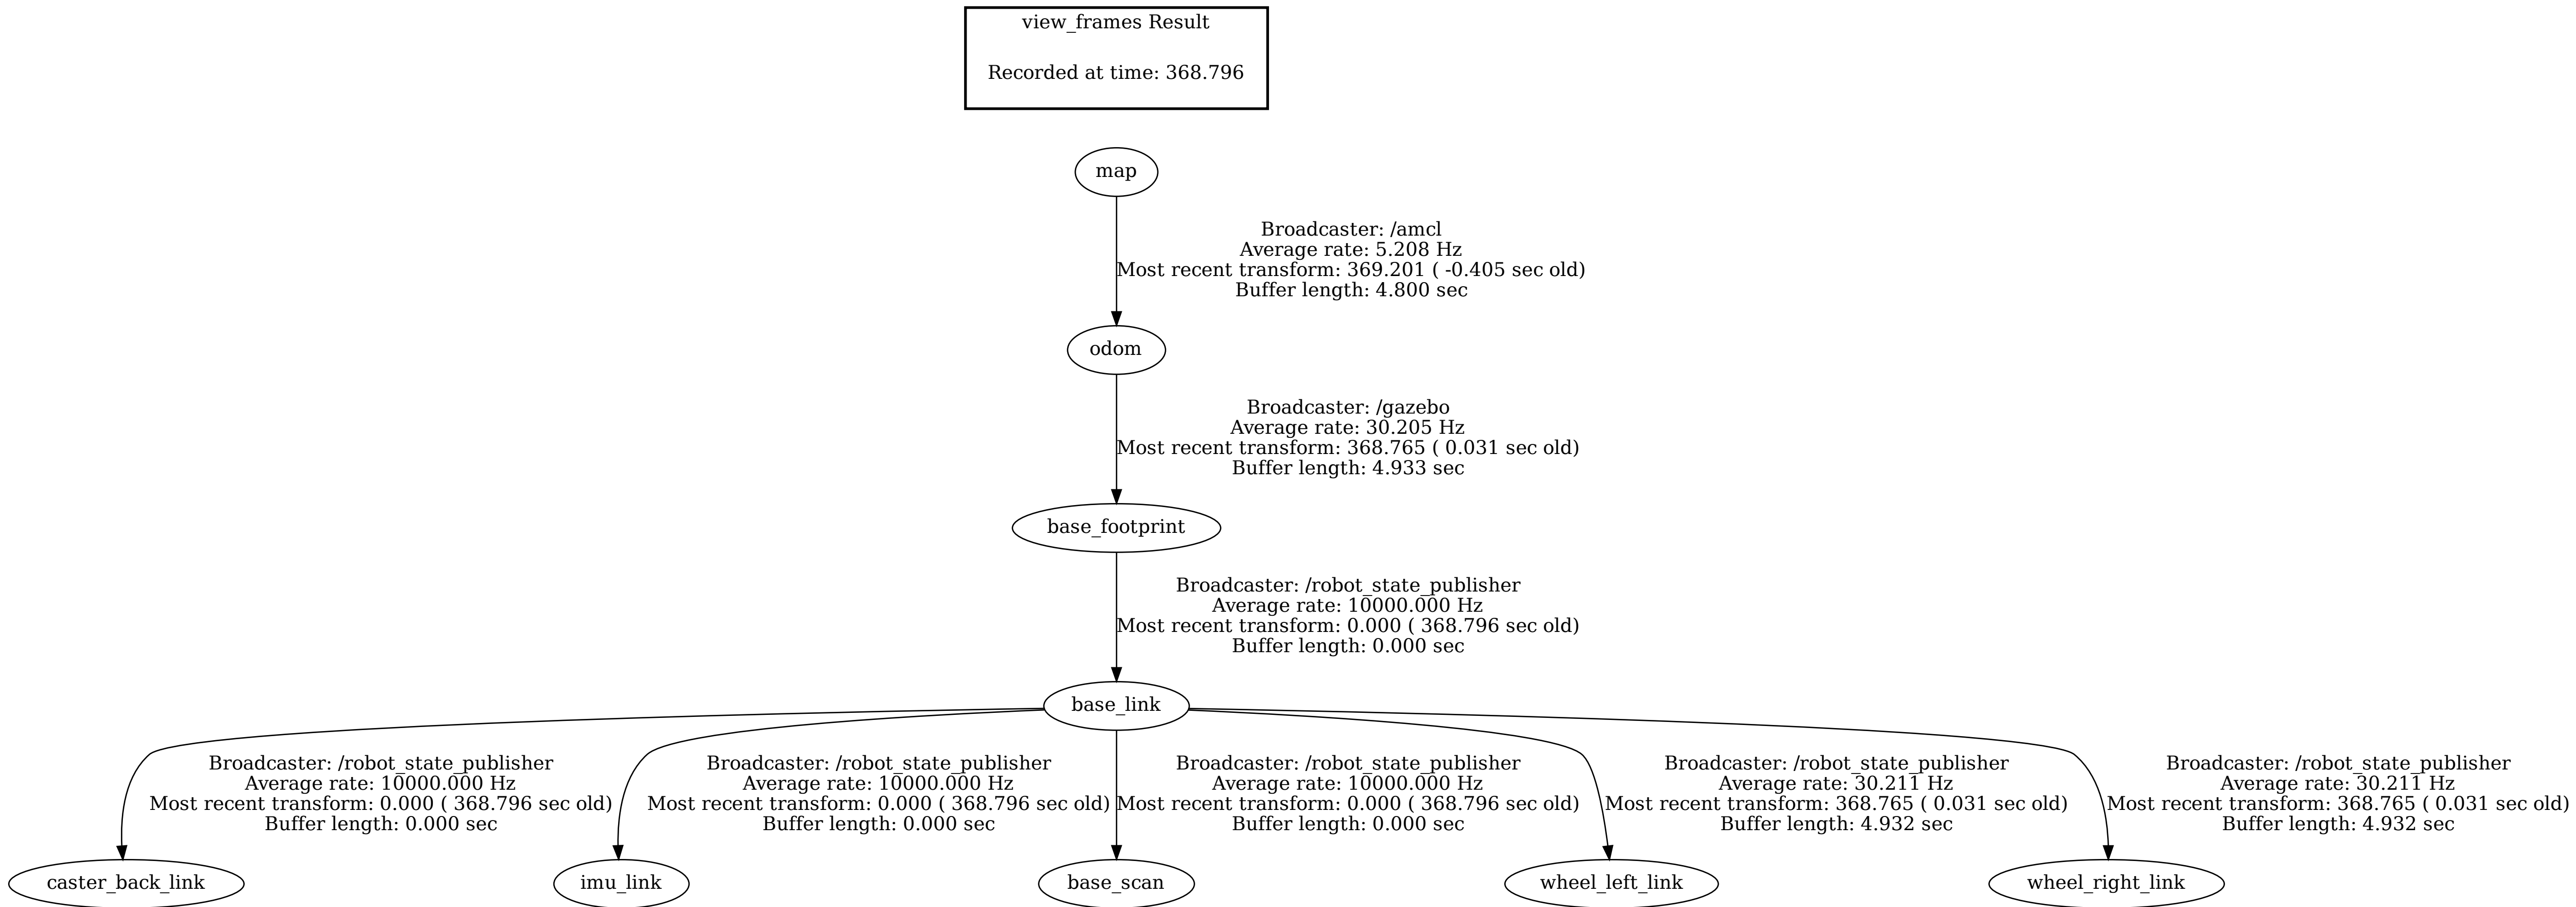 view_frames Result
Recorded at time: 368.796
map
Broadcaster: /amcl
Average rate: 5.208 Hz
Most recent transform: 369.201 ( -0.405 sec old)
Buffer length: 4.800 sec
odom
Broadcaster: /gazebo
Average rate: 30.205 Hz
Most recent transform: 368.765 ( 0.031 sec old)
Buffer length: 4.933 sec
base_footprint
Broadcaster: /robot_state_publisher
Average rate: 10000.000 Hz
Most recent transform: 0.000 ( 368.796 sec old)
Buffer length: 0.000 sec
base_link
Broadcaster: /robot_state_publisher
Average rate: 10000.000 Hz
Most recent transform: 0.000 ( 368.796 sec old)
Buffer length: 0.000 sec
Broadcaster: /robot_state_publisher
Average rate: 10000.000 Hz
Most recent transform: 0.000 ( 368.796 sec old)
Buffer length: 0.000 sec
Broadcaster: /robot_state_publisher
Average rate: 10000.000 Hz
Most recent transform: 0.000 ( 368.796 sec old)
Buffer length: 0.000 sec
Broadcaster: /robot_state_publisher
Average rate: 30.211 Hz
Most recent transform: 368.765 ( 0.031 sec old)
Buffer length: 4.932 sec
Broadcaster: /robot_state_publisher
Average rate: 30.211 Hz
Most recent transform: 368.765 ( 0.031 sec old)
Buffer length: 4.932 sec
caster_back_link
imu_link
base_scan
wheel_left_link
wheel_right_link